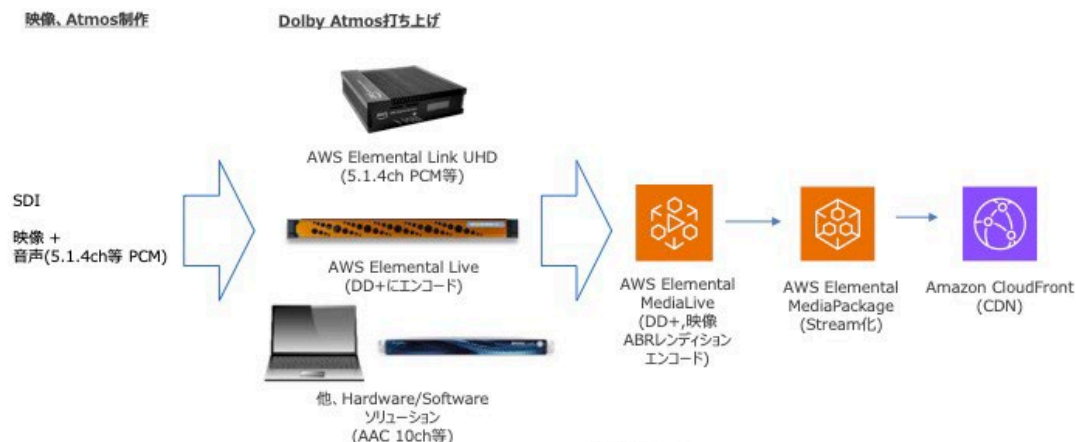 映像、Atmos制作
Dolby Atmos打ち上げ
SDI
映像 +
音声(5.1.4ch等 PCM)
AWS Elemental Link UHD
(5.1.4ch PCM等)
AWS Elemental Live
(DD+にエンコード)
他、Hardware/Software
ソリューション
(AAC 10ch等)
AWS Elemental
MediaLive
(DD+,映像
ABRレンディション
エンコード)
AWS Elemental
MediaPackage
(Stream化)
Amazon CloudFront
(CDN)